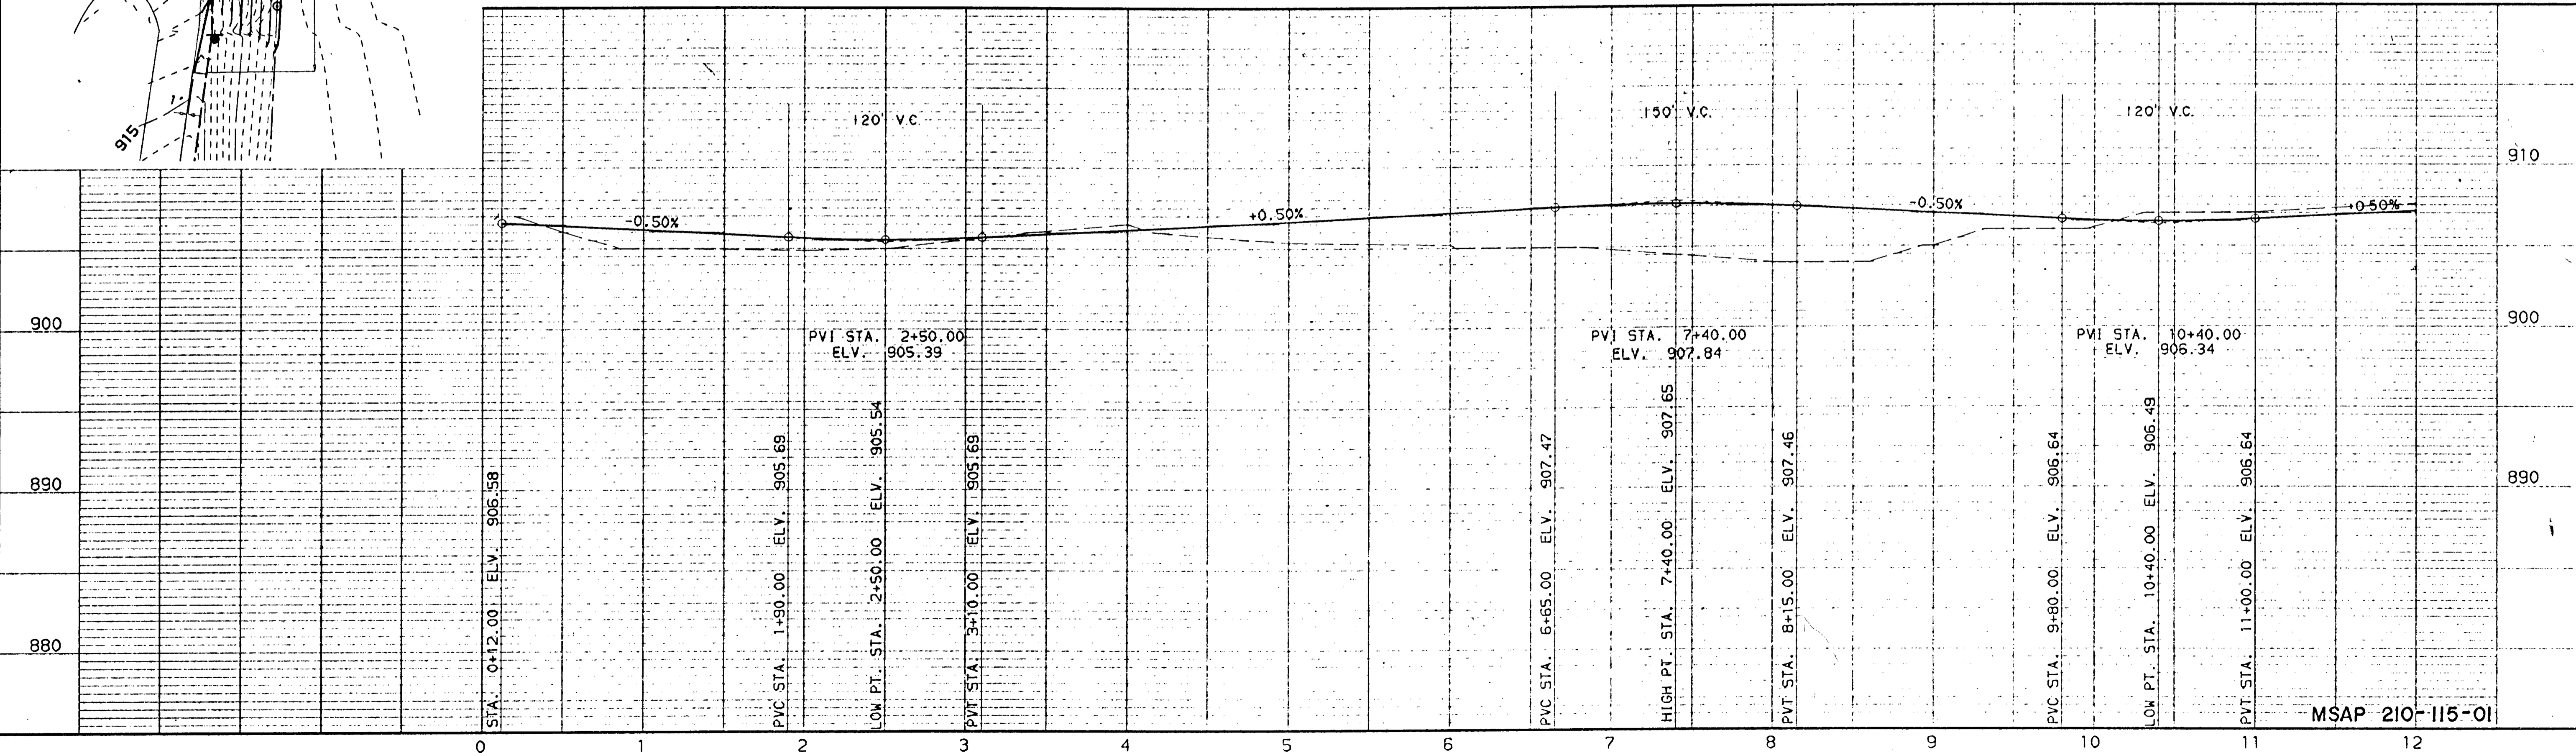 915
120' V.C.
150' V.C.
120' V.C.
910
-0.50%
+0.50%
-0.50%
+0.50%
900
900
PVI STA. 2+50.00
ELV. 905.39
PVI STA. 7+40.00
ELV. 907.84
PVI STA. 10+40.00
ELV. 906.34
890
890
880
STA. 0+12.00 ELV. 906.58
PVC STA. 1+90.00 ELV. 905.69
LOW PT. STA. 2+50.00 ELV. 905.54
PVT STA. 3+10.00 ELV. 905.69
PVC STA. 6+65.00 ELV. 907.47
HIGH PT. STA. 7+40.00 ELV. 907.65
PVT STA. 8+15.00 ELV. 907.46
PVC STA. 9+80.00 ELV. 906.64
LOW PT. STA. 10+40.00 ELV. 906.49
PVT STA. 11+00.00 ELV. 906.64
MSAP 210-115-01
0 1 2 3 4 5 6 7 8 9 10 11 12